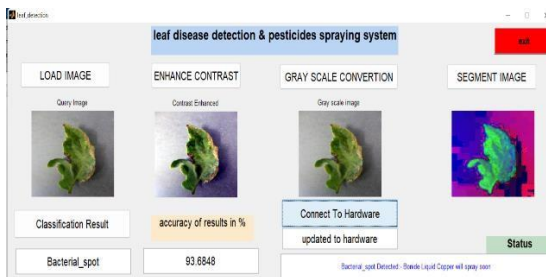 leaf_detection
leaf disease detection & pesticides spraying system
exit
LOAD IMAGE
ENHANCE CONTRAST
GRAY SCALE CONVERTION
SEGMENT IMAGE
Query Image
Contrast Enhanced
Gray scale image
Classification Result
accuracy of results in %
Connect To Hardware
updated to hardware
Status
Bacterial_spot
93.6848
Bacterial_spot Detected - Bonide Liquid Copper will spray soon